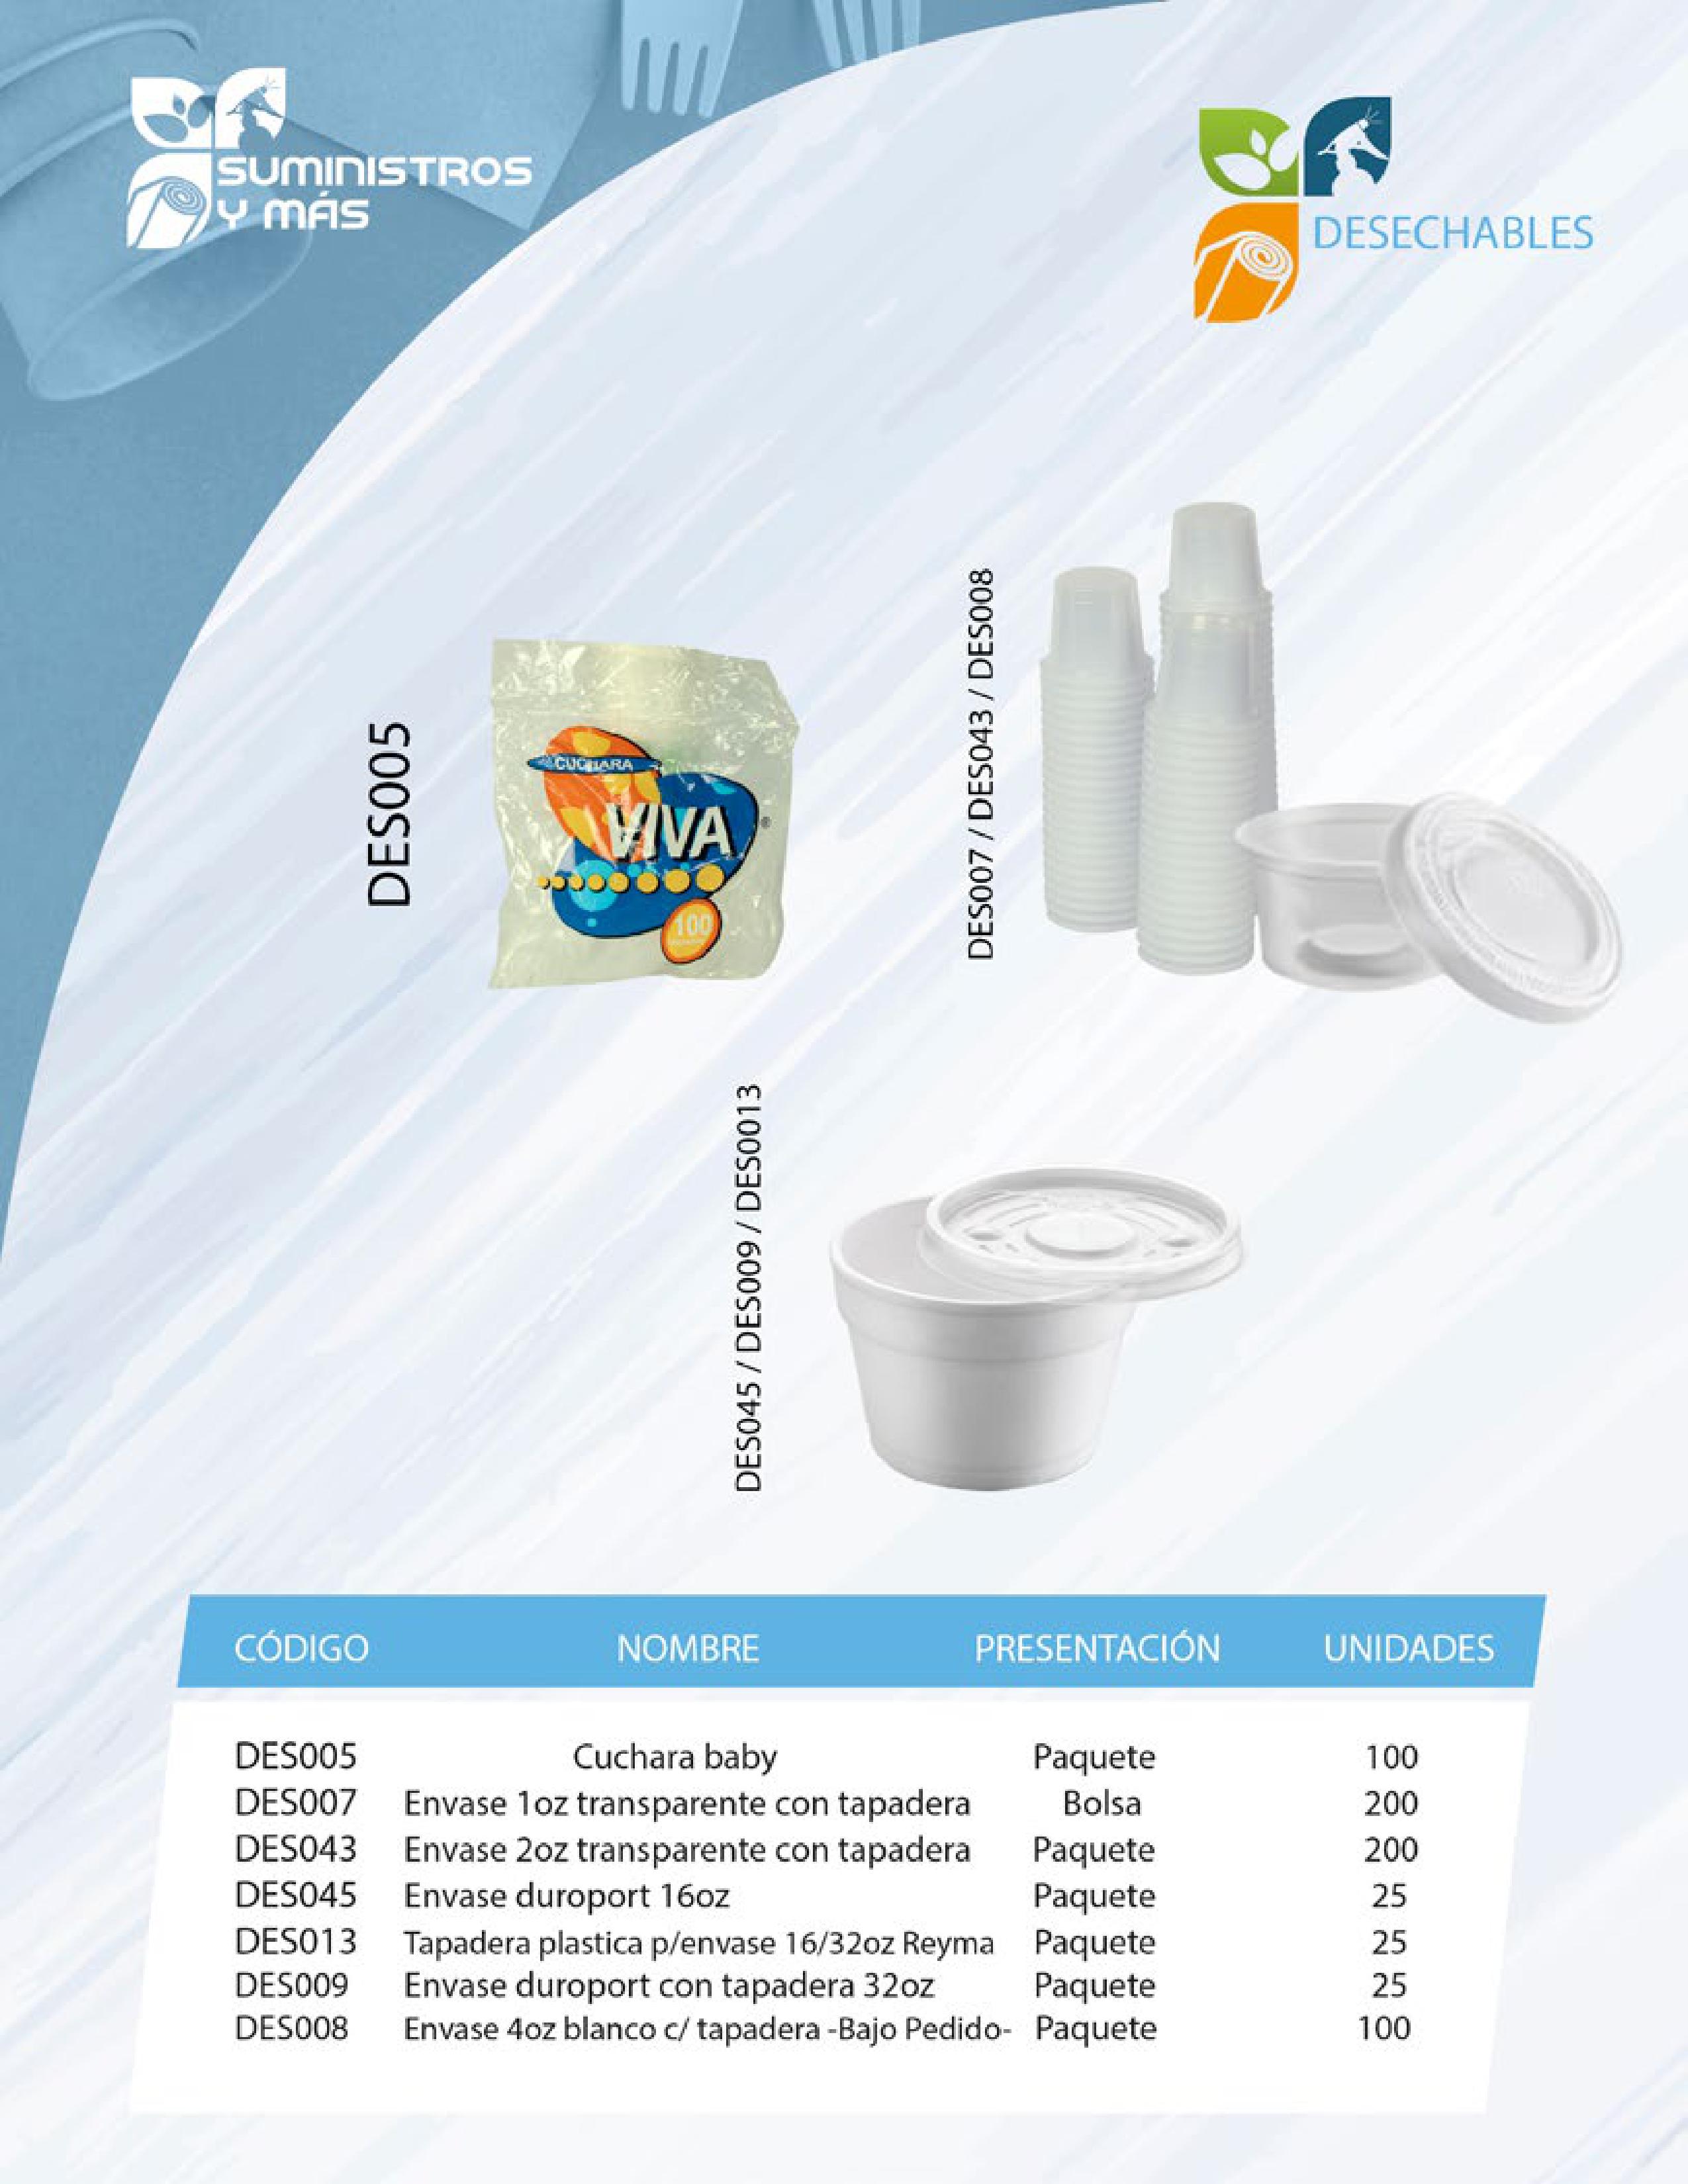 SUMINISTROS
Y MÁS
DESECHABLES
DES005
CUCHARA
VIVA
®
100
DES007 / DES043 / DES008
DES045 / DES009 / DES0013
CÓDIGO NOMBRE PRESENTACIÓN UNIDADES
DES005 Cuchara baby Paquete 100
DES007 Envase 1oz transparente con tapadera Bolsa 200
DES043 Envase 2oz transparente con tapadera Paquete 200
DES045 Envase duroport 16oz Paquete 25
DES013 Tapadera plastica p/envase 16/32oz Reyma Paquete 25
DES009 Envase duroport con tapadera 32oz Paquete 25
DES008 Envase 4oz blanco c/ tapadera -Bajo Pedido- Paquete 100